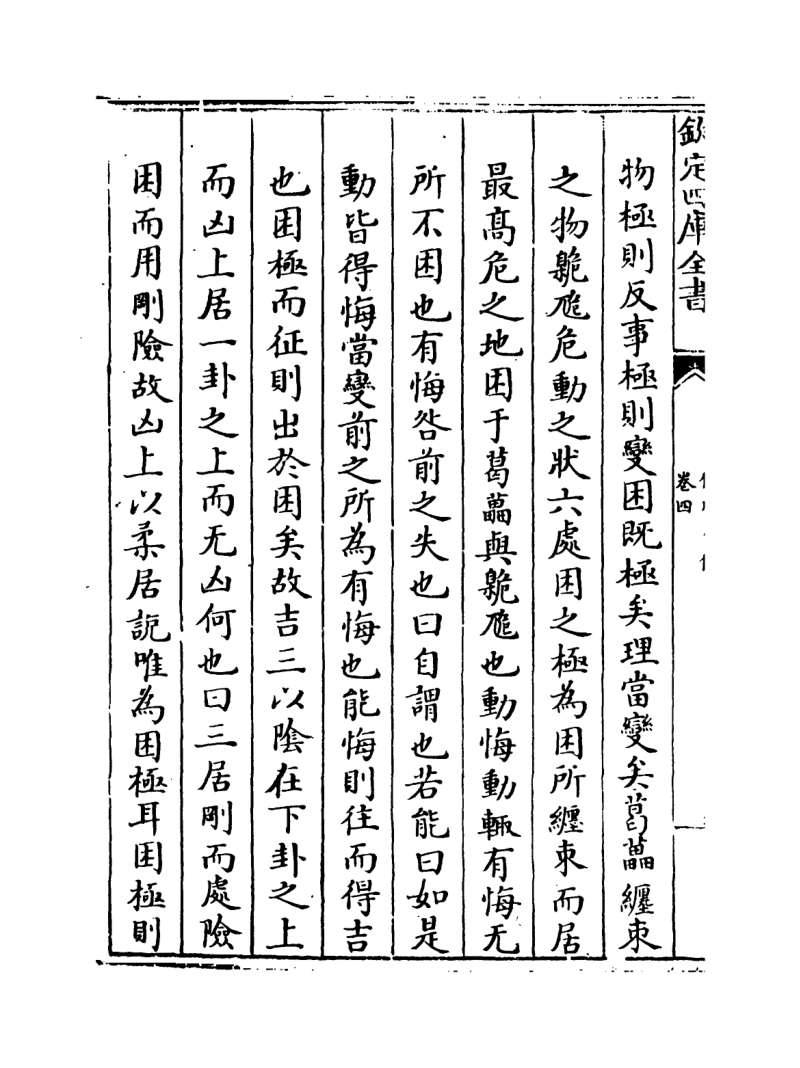 欽定四庫全書
卷四
物極則反事極則變困既極矣理當變矣葛藟纏束
之物臲卼危動之狀六處困之極為困所纏束而居
最高危之地困于葛藟與臲卼也動悔動輒有悔无
所不困也有悔咎前之失也曰自謂也若能曰如是
動皆得悔當變前之所為有悔也能悔則往而得吉
也困極而征則出於困矣故吉三以陰在下卦之上
而凶上居一卦之上而无凶何也曰三居剛而處險
困而用剛險故凶上以柔居說唯為困極耳困極則